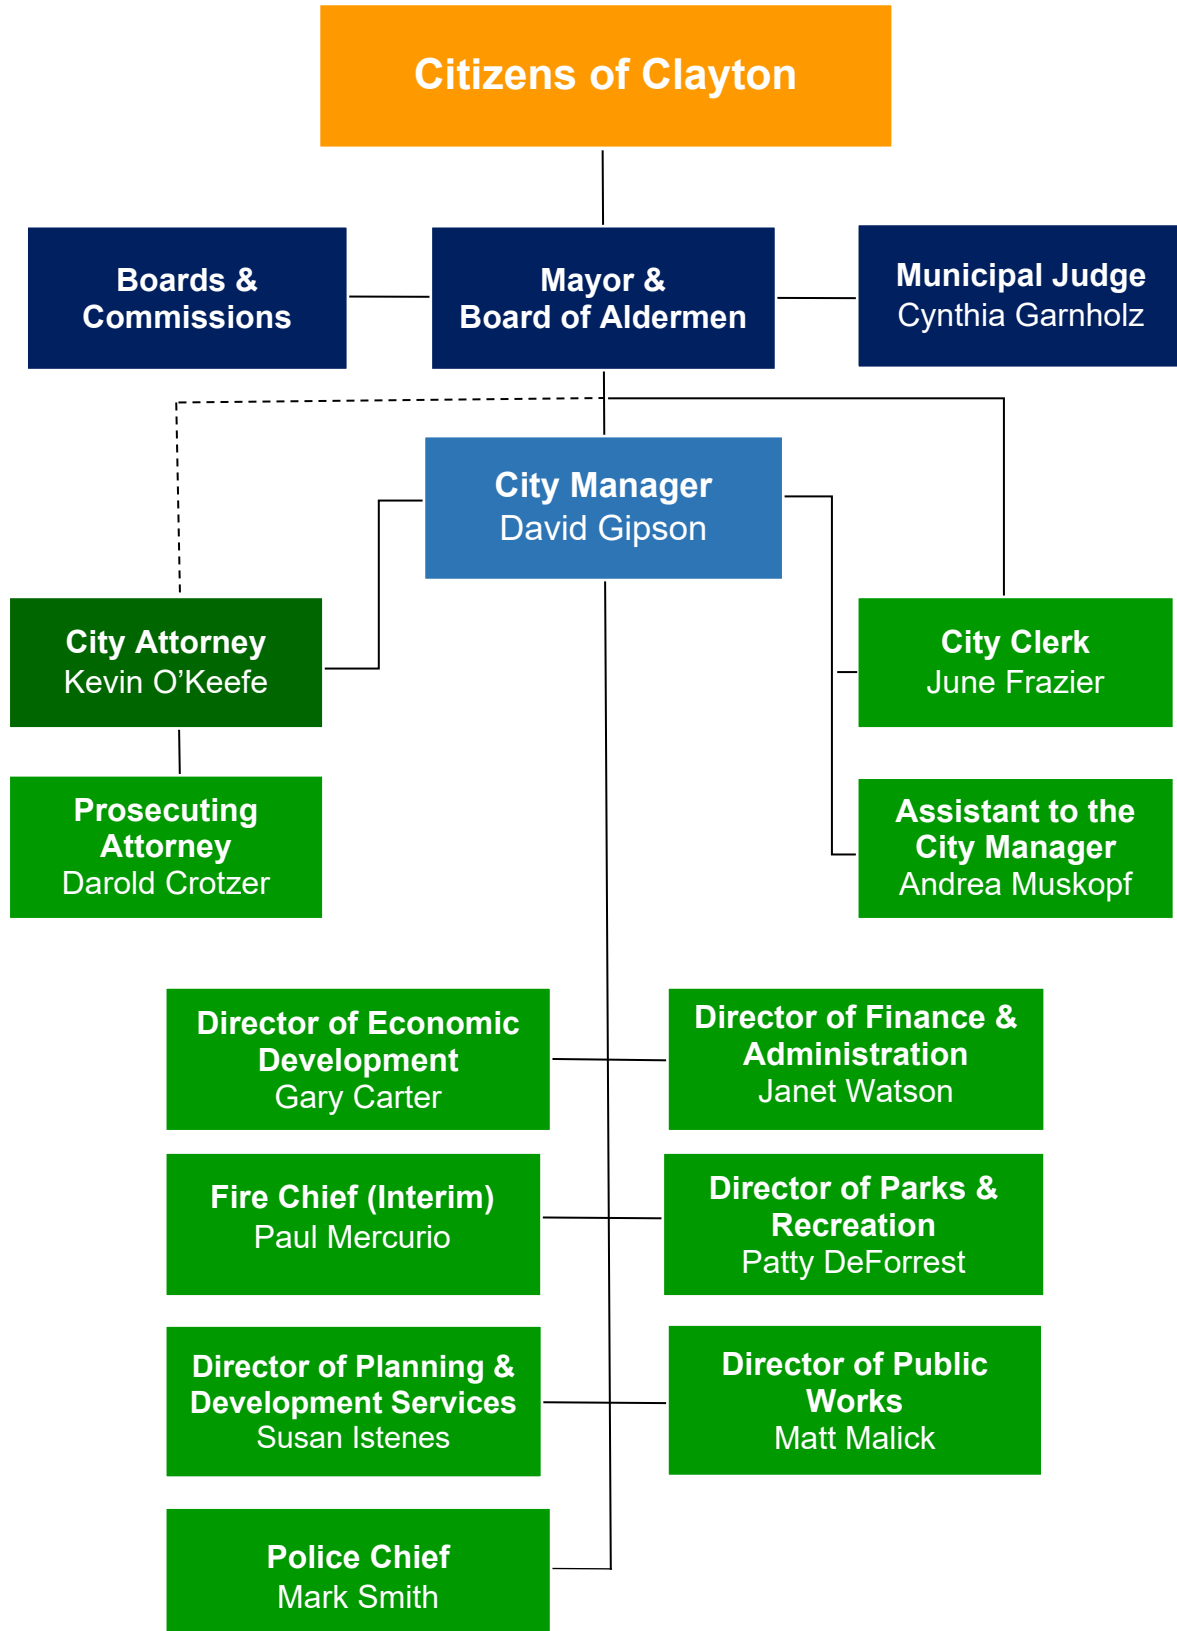 Citizens of Clayton
Boards &
Commissions
Mayor &
Board of Aldermen
Municipal Judge
Cynthia Garnholz
City Manager
David Gipson
City Attorney
Kevin O’Keefe
City Clerk
June Frazier
Prosecuting
Attorney
Darold Crotzer
Assistant to the
City Manager
Andrea Muskopf
Director of Economic
Development
Gary Carter
Director of Finance &
Administration
Janet Watson
Fire Chief (Interim)
Paul Mercurio
Director of Parks &
Recreation
Patty DeForrest
Director of Planning &
Development Services
Susan Istenes
Director of Public
Works
Matt Malick
Police Chief
Mark Smith